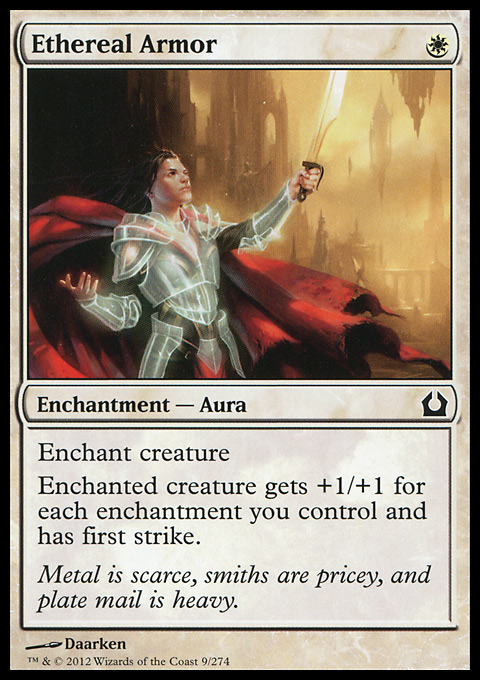 Ethereal Armor
Enchantment — Aura
Enchant creature
Enchanted creature gets +1/+1 for
each enchantment you control and
has first strike.
Metal is scarce, smiths are pricey, and
plate mail is heavy.
Daarken
™ & © 2012 Wizards of the Coast 9/274